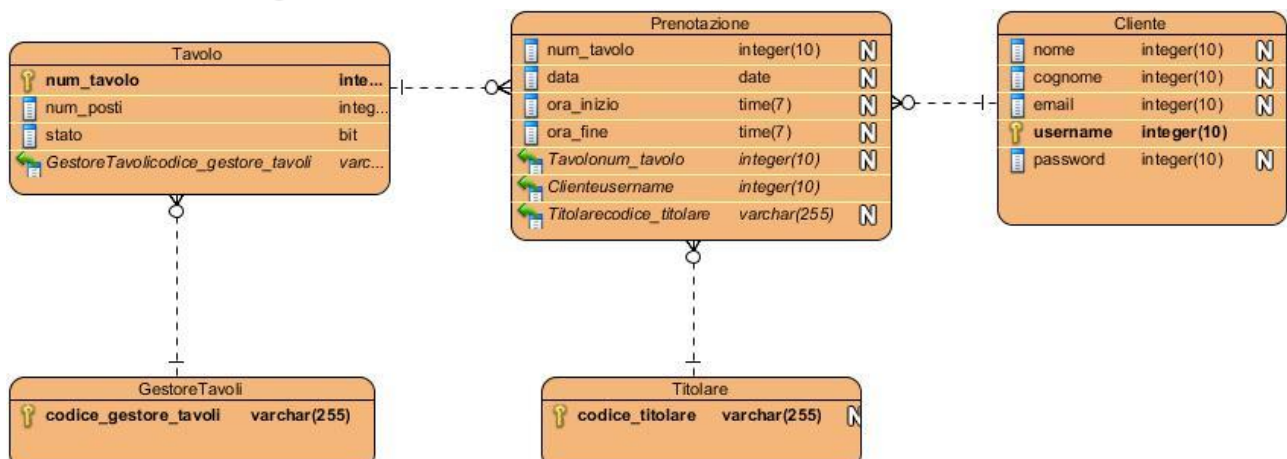 Tavolo
num_tavolo inte...
num_posti integ...
stato bit
GestoreTavolicodice_gestore_tavoli varc...
Prenotazione
num_tavolo integer(10) N
data date N
ora_inizio time(7) N
ora_fine time(7) N
Tavolonum_tavolo integer(10) N
Clienteusername integer(10)
Titolarecodice_titolare varchar(255) N
Cliente
nome integer(10) N
cognome integer(10) N
email integer(10) N
username integer(10)
password integer(10) N
GestoreTavoli
codice_gestore_tavoli varchar(255)
Titolare
codice_titolare varchar(255) N